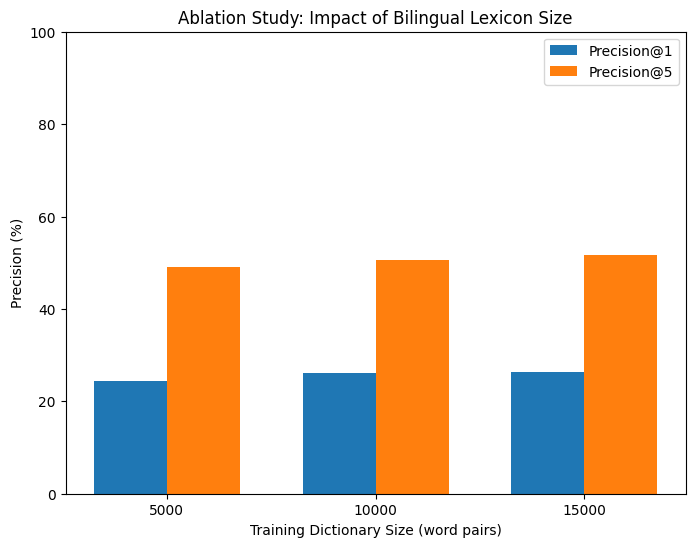 Ablation Study: Impact of Bilingual Lexicon Size
Precision@1
Precision@5
Precision (%)
100
80
60
40
20
0
5000 10000 15000
Training Dictionary Size (word pairs)